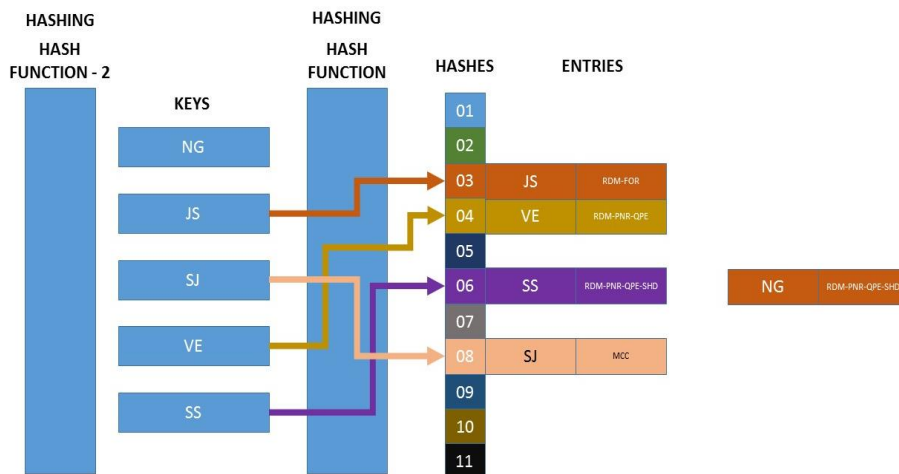 HASHING
HASH
FUNCTION - 2
KEYS
NG
JS
SJ
VE
SS
HASHING
HASH
FUNCTION
HASHES
ENTRIES
01
02
03 JS RDM-FOR
04 VE RDM-PNR-QPE
05
06 SS RDM-PNR-QPE-SHD NG RDM-PNR-QPE-SHD
07
08 SJ MCC
09
10
11